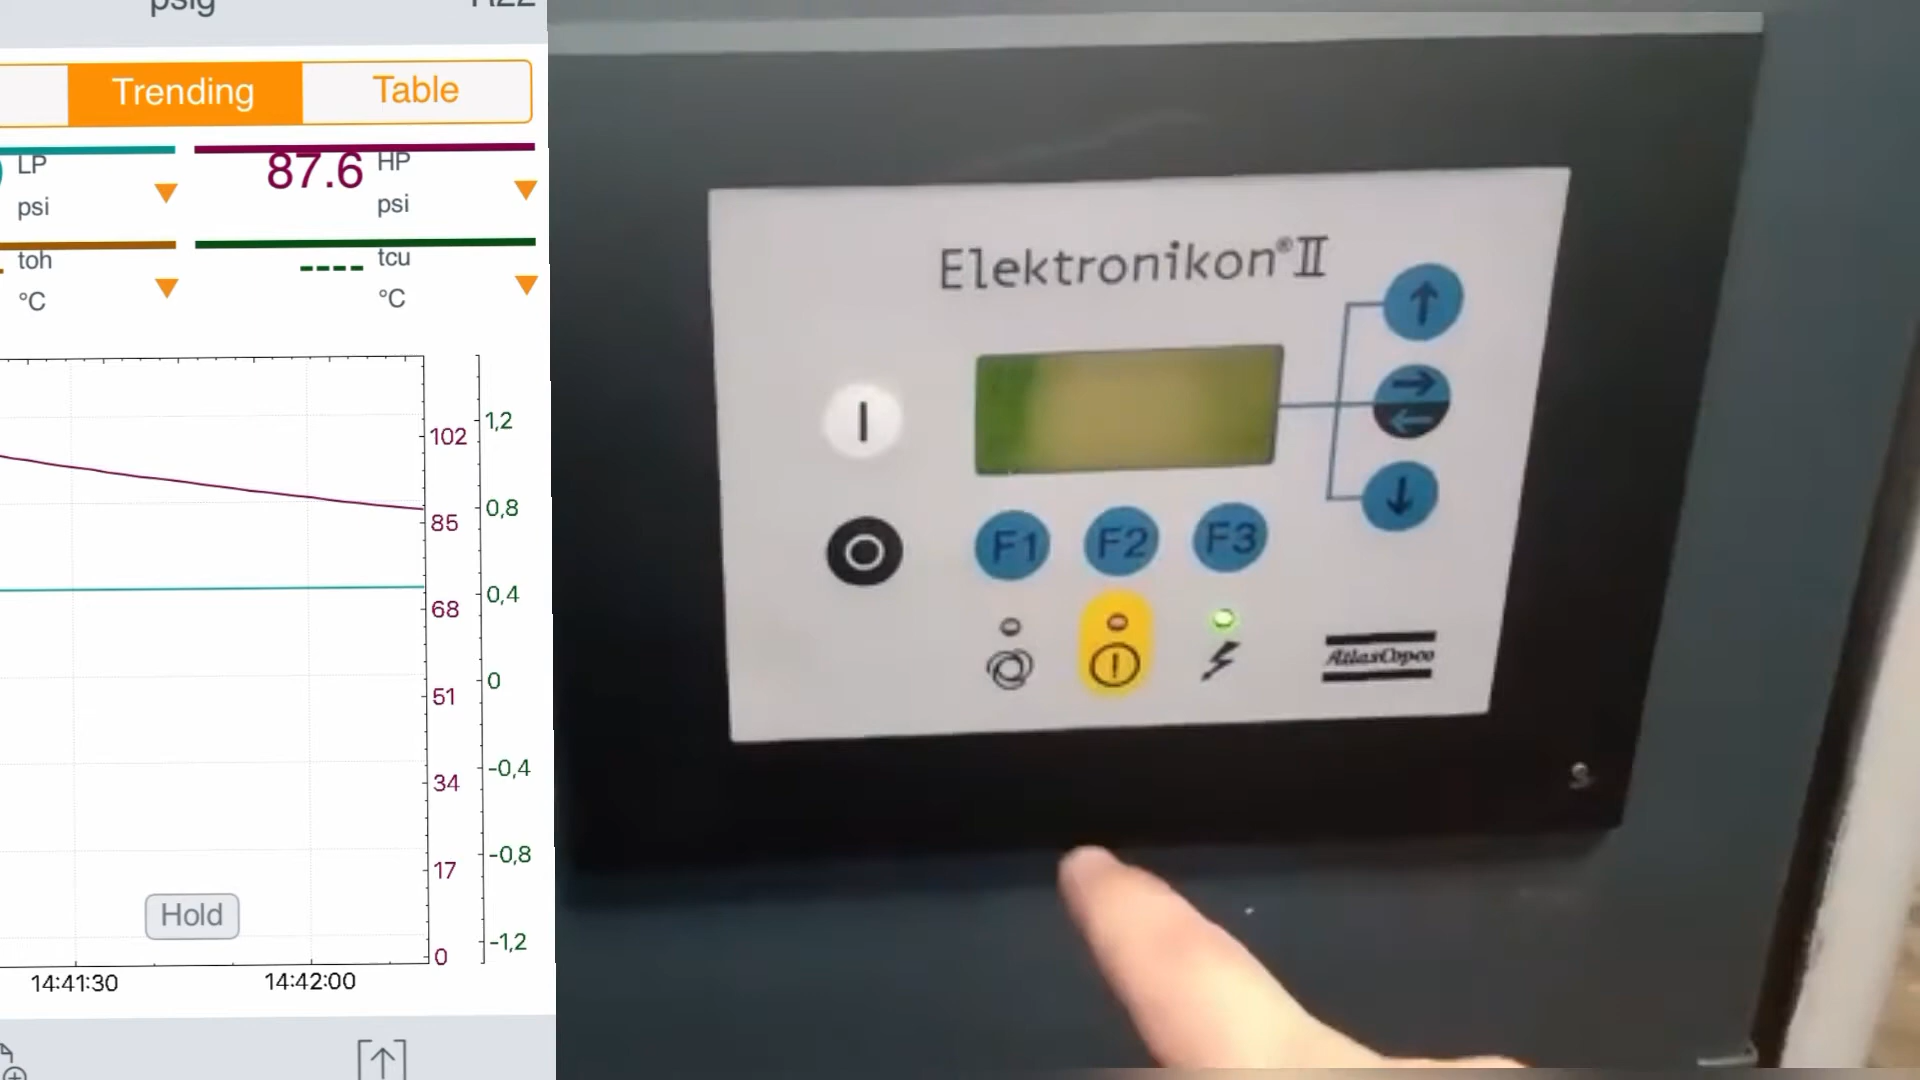 psig
R22
Trending
Table
LP
psi
87.6
HP
psi
toh
°C
----
tcu
°C
102
85
68
51
34
17
0
1,2
0,8
0,4
0
-0,4
-0,8
-1,2
Hold
14:41:30
14:42:00
Elektronikon® II
F1
F2
F3
AtlasCopco